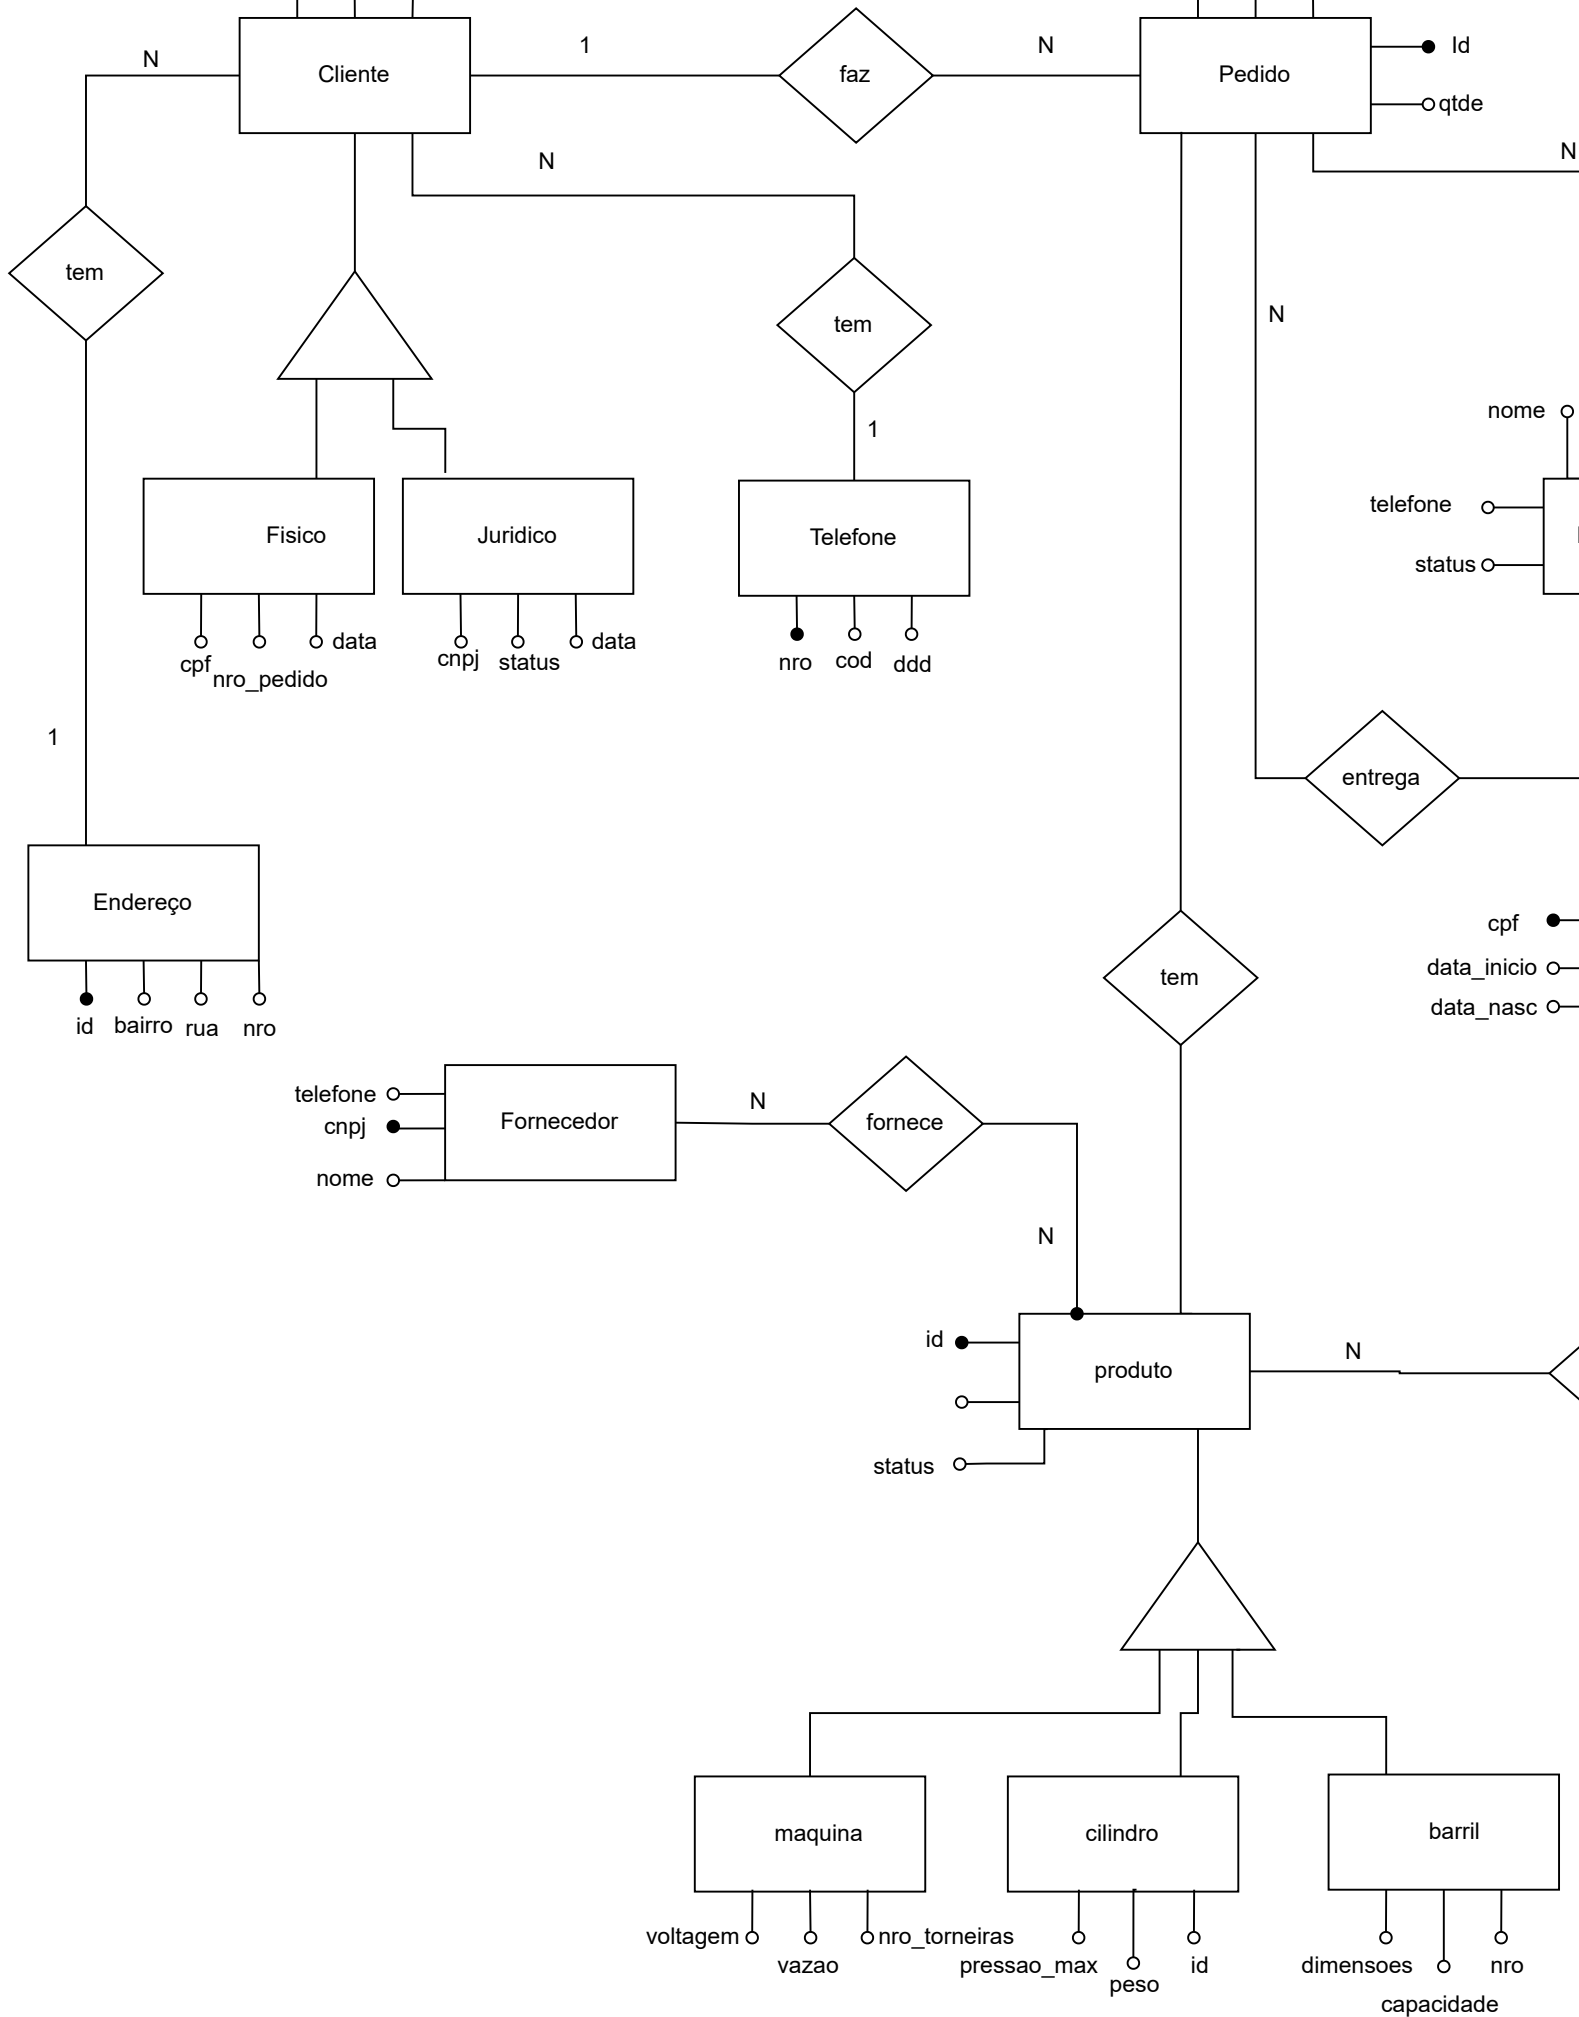 N
Cliente
1
faz
N
Pedido
Id
qtde
N
N
tem
tem
N
1
nome
telefone
status
Fisico
Juridico
Telefone
cpf
nro_pedido
data
cnpj
status
data
nro
cod
ddd
1
entrega
Endereço
id
bairro
rua
nro
cpf
data_inicio
data_nasc
tem
telefone
cnpj
nome
Fornecedor
N
fornece
N
id
produto
N
status
maquina
cilindro
barril
voltagem
vazao
nro_torneiras
pressao_max
peso
id
dimensoes
capacidade
nro